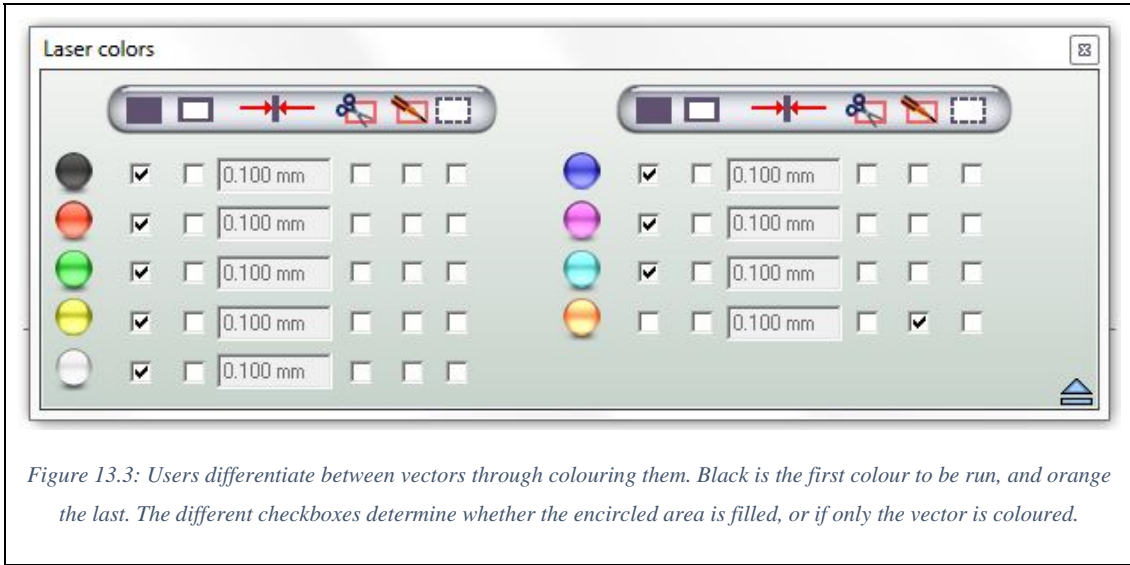 Laser colors
0.100 mm 0.100 mm
0.100 mm 0.100 mm
0.100 mm 0.100 mm
0.100 mm 0.100 mm
0.100 mm
Figure 13.3: Users differentiate between vectors through colouring them. Black is the first colour to be run, and orange
the last. The different checkboxes determine whether the encircled area is filled, or if only the vector is coloured.